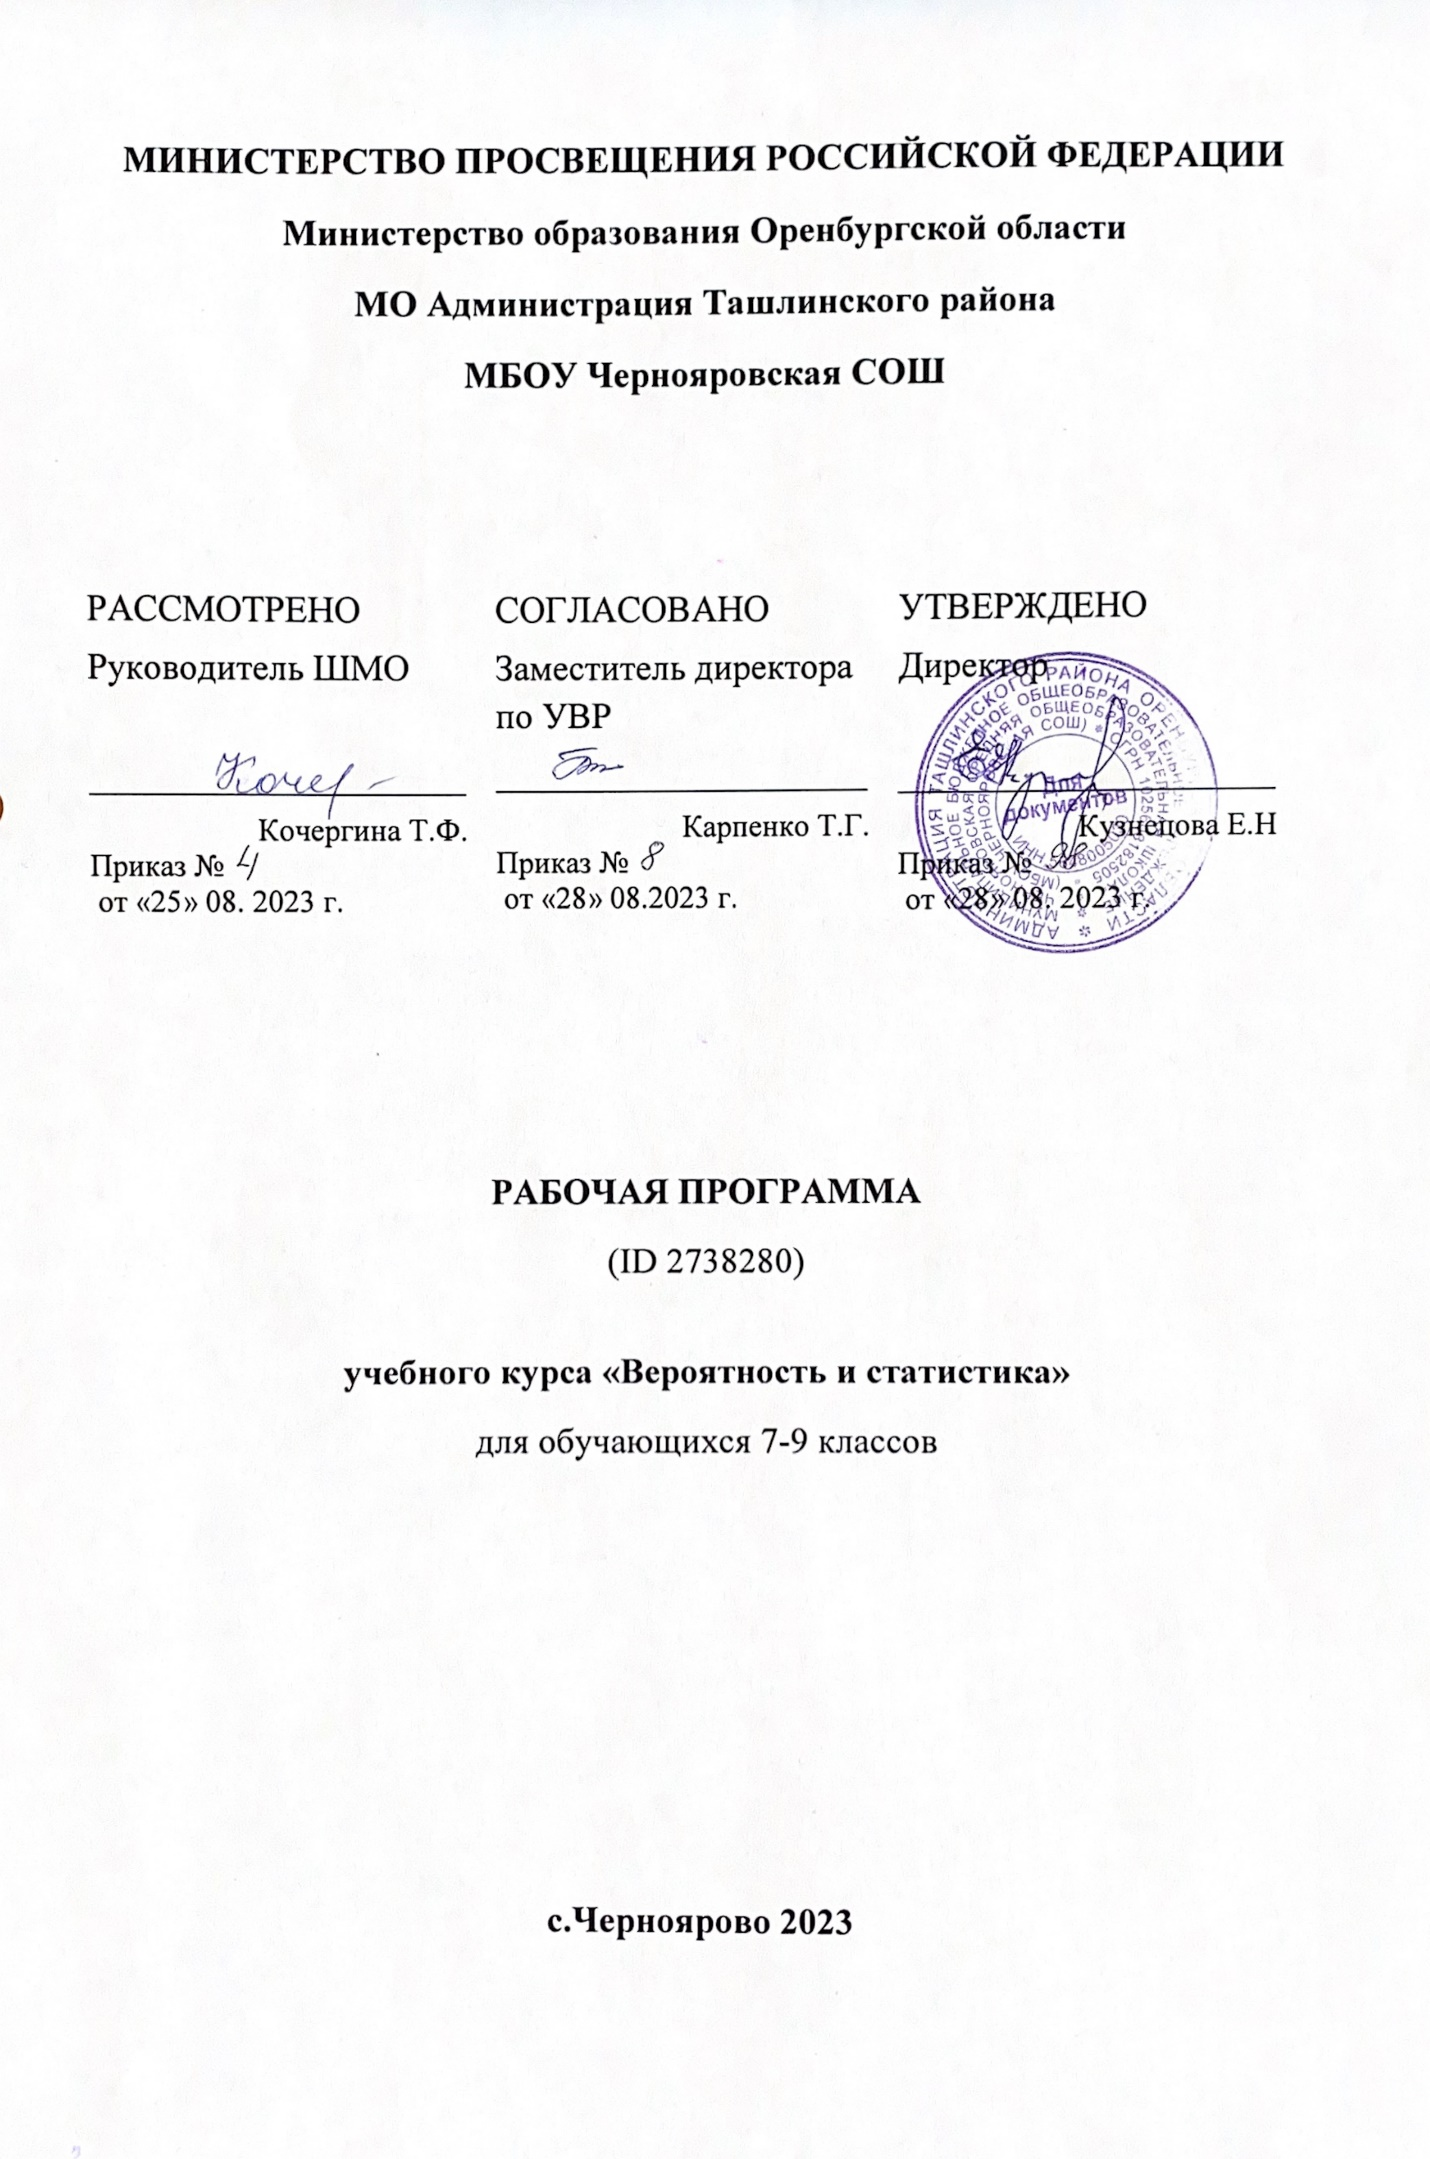 МИНИСТЕРСТВО ПРОСВЕЩЕНИЯ РОССИЙСКОЙ ФЕДЕРАЦИИ
Министерство образования Оренбургской области
МО Администрация Ташлинского района
МБОУ Чернояровская СОШ
РАССМОТРЕНО
Руководитель ШМО
Кочергина Т.Ф.
Приказ № 4
от «25» 08. 2023 г.
СОГЛАСОВАНО
Заместитель директора
по УВР
Карпенко Т.Г.
Приказ № 8
от «28» 08.2023 г.
УТВЕРЖДЕНО
Директор
Для
документов
Кузнецова Е.Н
Приказ №
от «28» 08. 2023 г.
РАБОЧАЯ ПРОГРАММА
(ID 2738280)
учебного курса «Вероятность и статистика»
для обучающихся 7-9 классов
с.Черноярово 2023